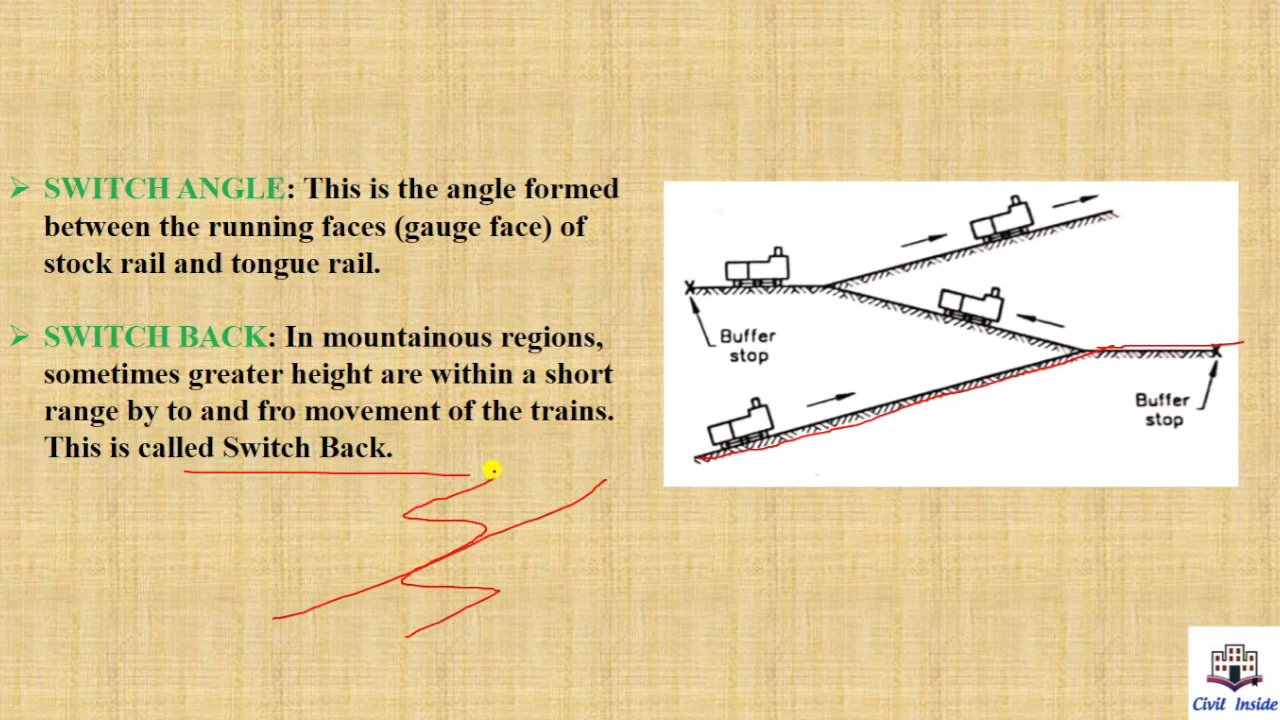 SWITCH ANGLE: This is the angle formed
between the running faces (gauge face) of
stock rail and tongue rail.
SWITCH BACK: In mountainous regions,
sometimes greater height are within a short
range by to and fro movement of the trains.
This is called Switch Back.
Buffer
stop
Buffer
stop
Civil Inside